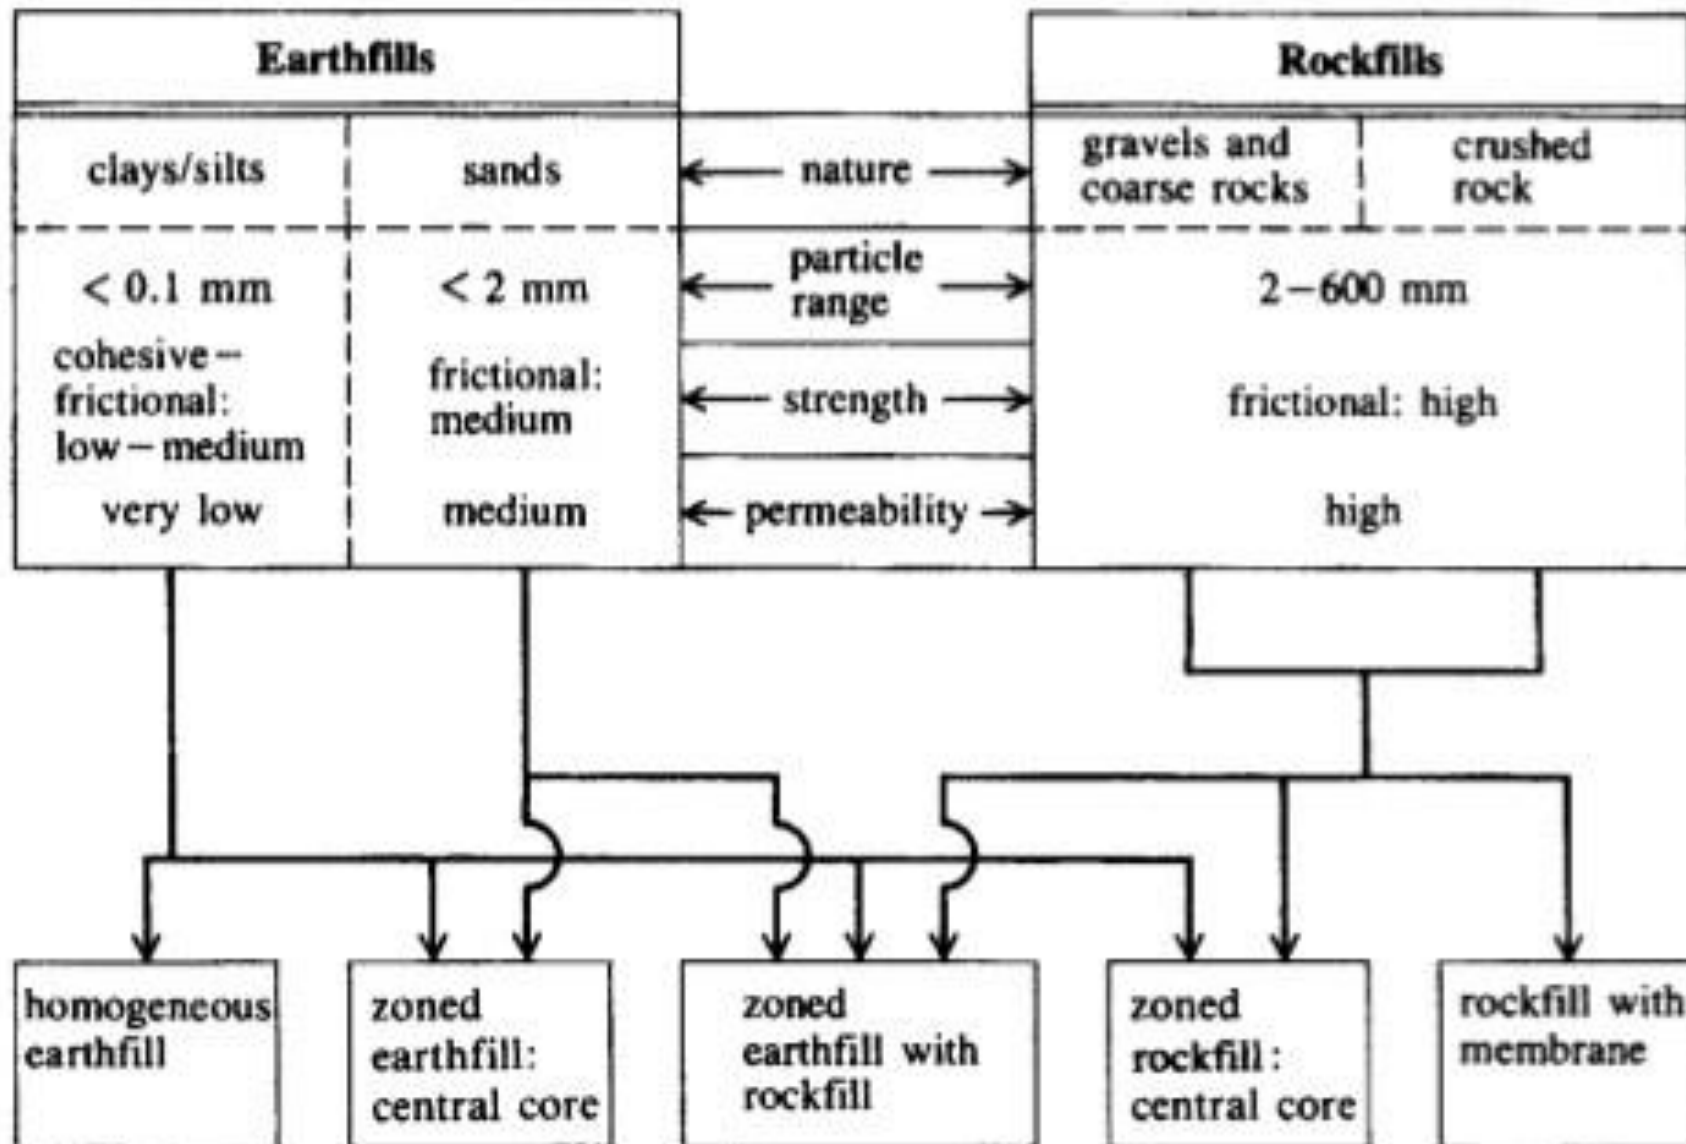 Earthfills
Rockfills
clays/silts
sands
nature
gravels and
coarse rocks
crushed
rock
< 0.1 mm
< 2 mm
particle
range
2–600 mm
cohesive–
frictional:
low–medium
frictional:
medium
strength
frictional: high
very low
medium
permeability
high
homogeneous
earthfill
zoned
earthfill:
central core
zoned
earthfill with
rockfill
zoned
rockfill:
central core
rockfill with
membrane